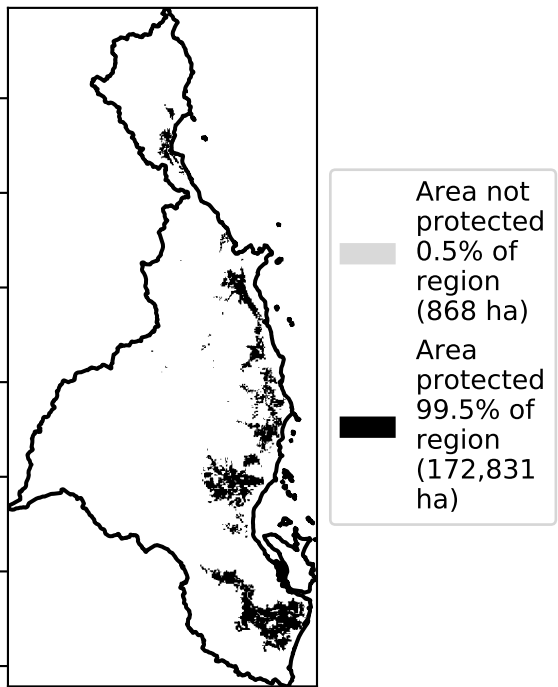 Area not
protected
0.5% of
region
(868 ha)
Area
protected
99.5% of
region
(172,831
ha)